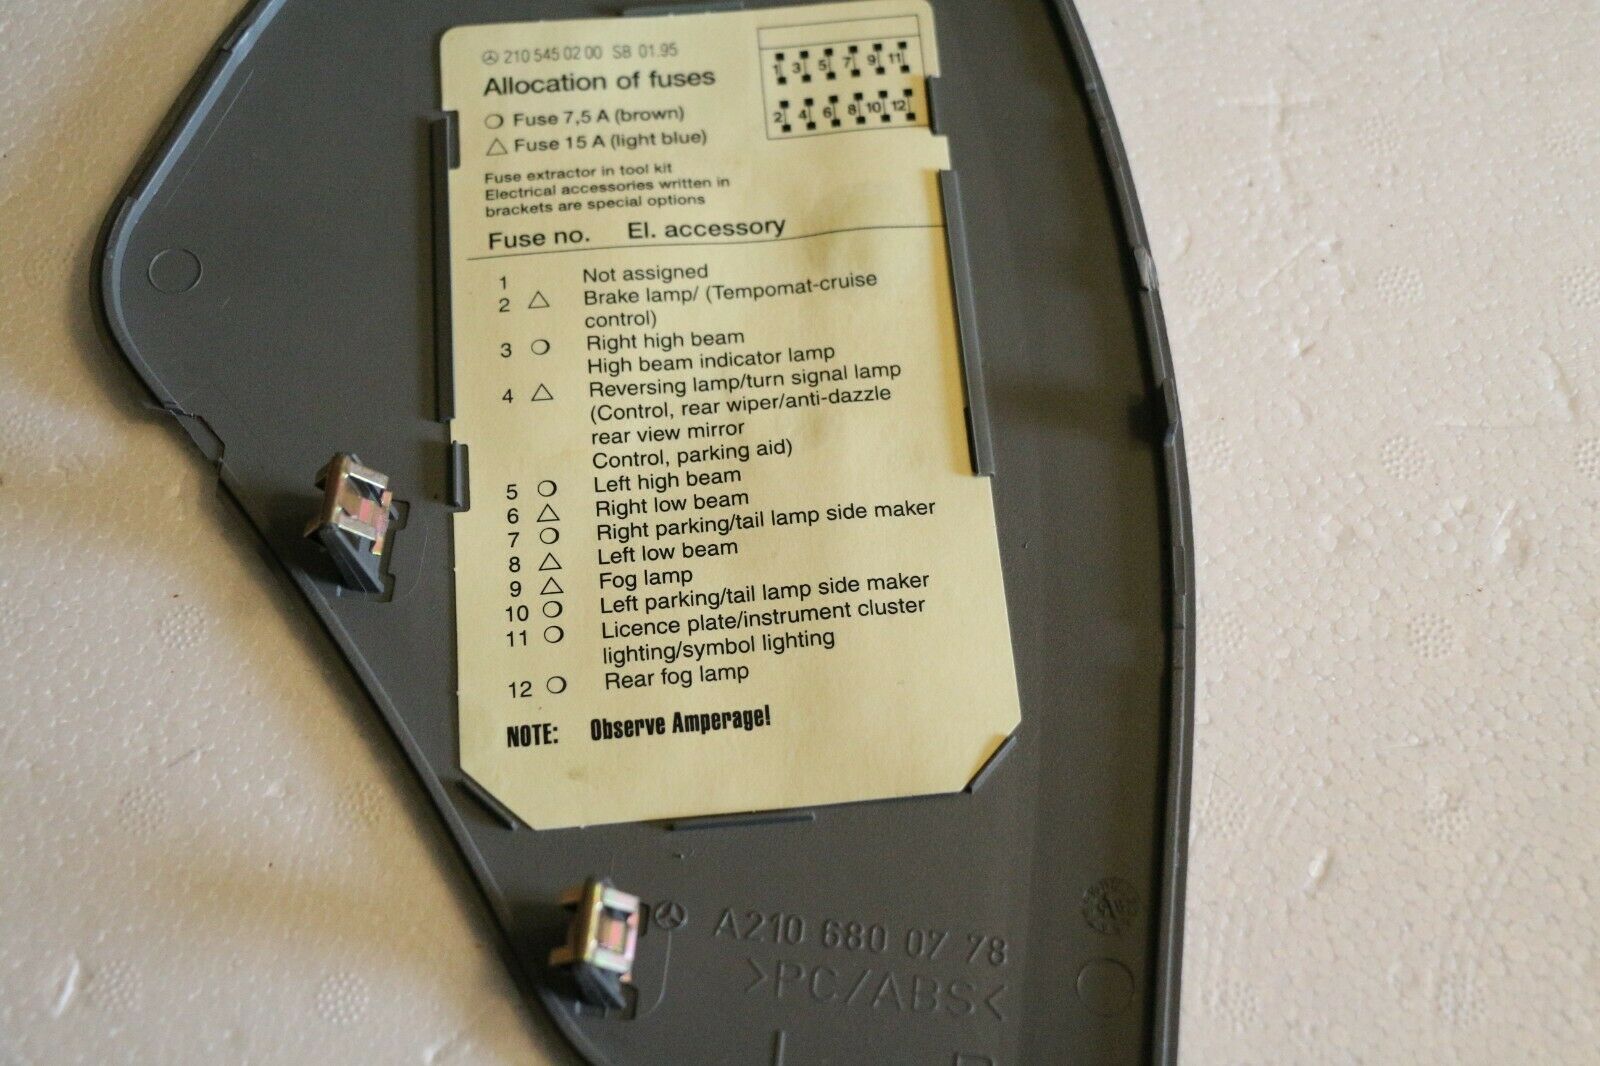 210 545 02 00 SB 01.95
Allocation of fuses
○ Fuse 7,5 A (brown)
△ Fuse 15 A (light blue)
Fuse extractor in tool kit
Electrical accessories written in
brackets are special options
1 3 5 7 9 11
2 4 6 8 10 12
Fuse no. El. accessory
1 Not assigned
2 △ Brake lamp/ (Tempomat-cruise
control)
3 ○ Right high beam
High beam indicator lamp
4 △ Reversing lamp/turn signal lamp
(Control, rear wiper/anti-dazzle
rear view mirror
Control, parking aid)
5 ○ Left high beam
6 △ Right low beam
7 ○ Right parking/tail lamp side maker
8 △ Left low beam
9 △ Fog lamp
10 ○ Left parking/tail lamp side maker
11 ○ Licence plate/instrument cluster
lighting/symbol lighting
12 ○ Rear fog lamp
NOTE: Observe Amperage!
A210 680 07 78
>PC/ABS<